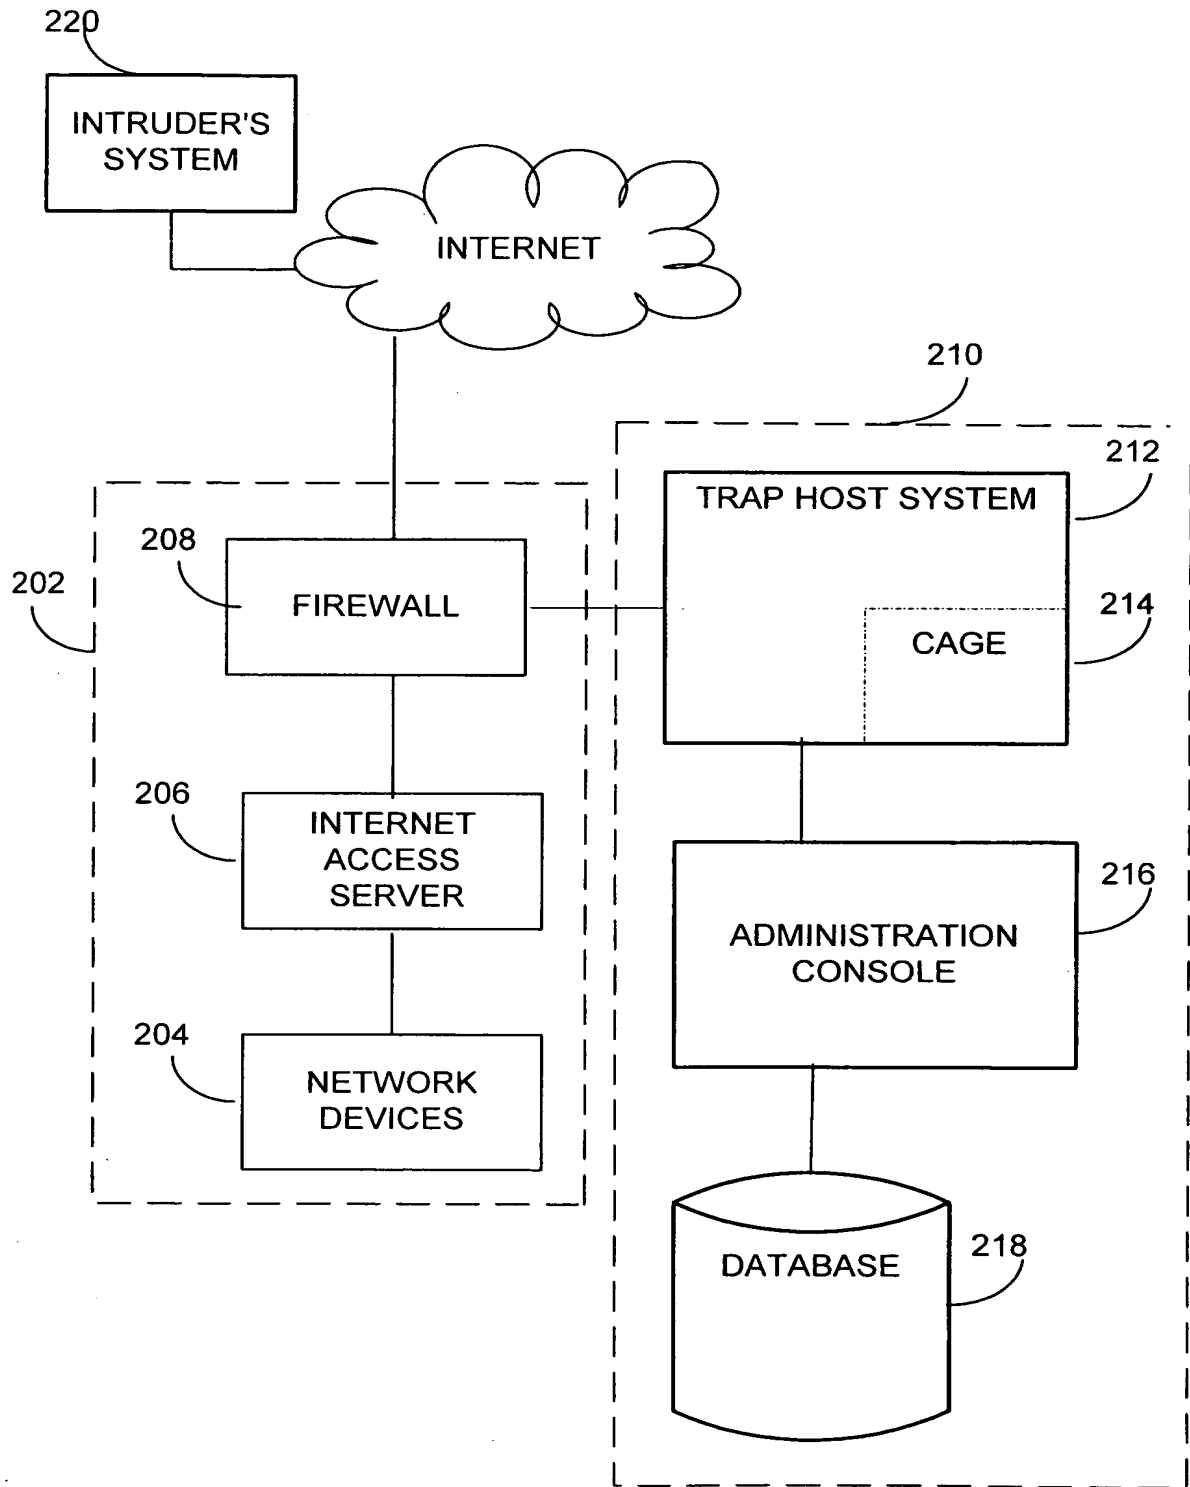 220
INTRUDER'S
SYSTEM
INTERNET
210
212
TRAP HOST SYSTEM
208
202
FIREWALL
214
CAGE
206
INTERNET
ACCESS
SERVER
216
ADMINISTRATION
CONSOLE
204
NETWORK
DEVICES
218
DATABASE